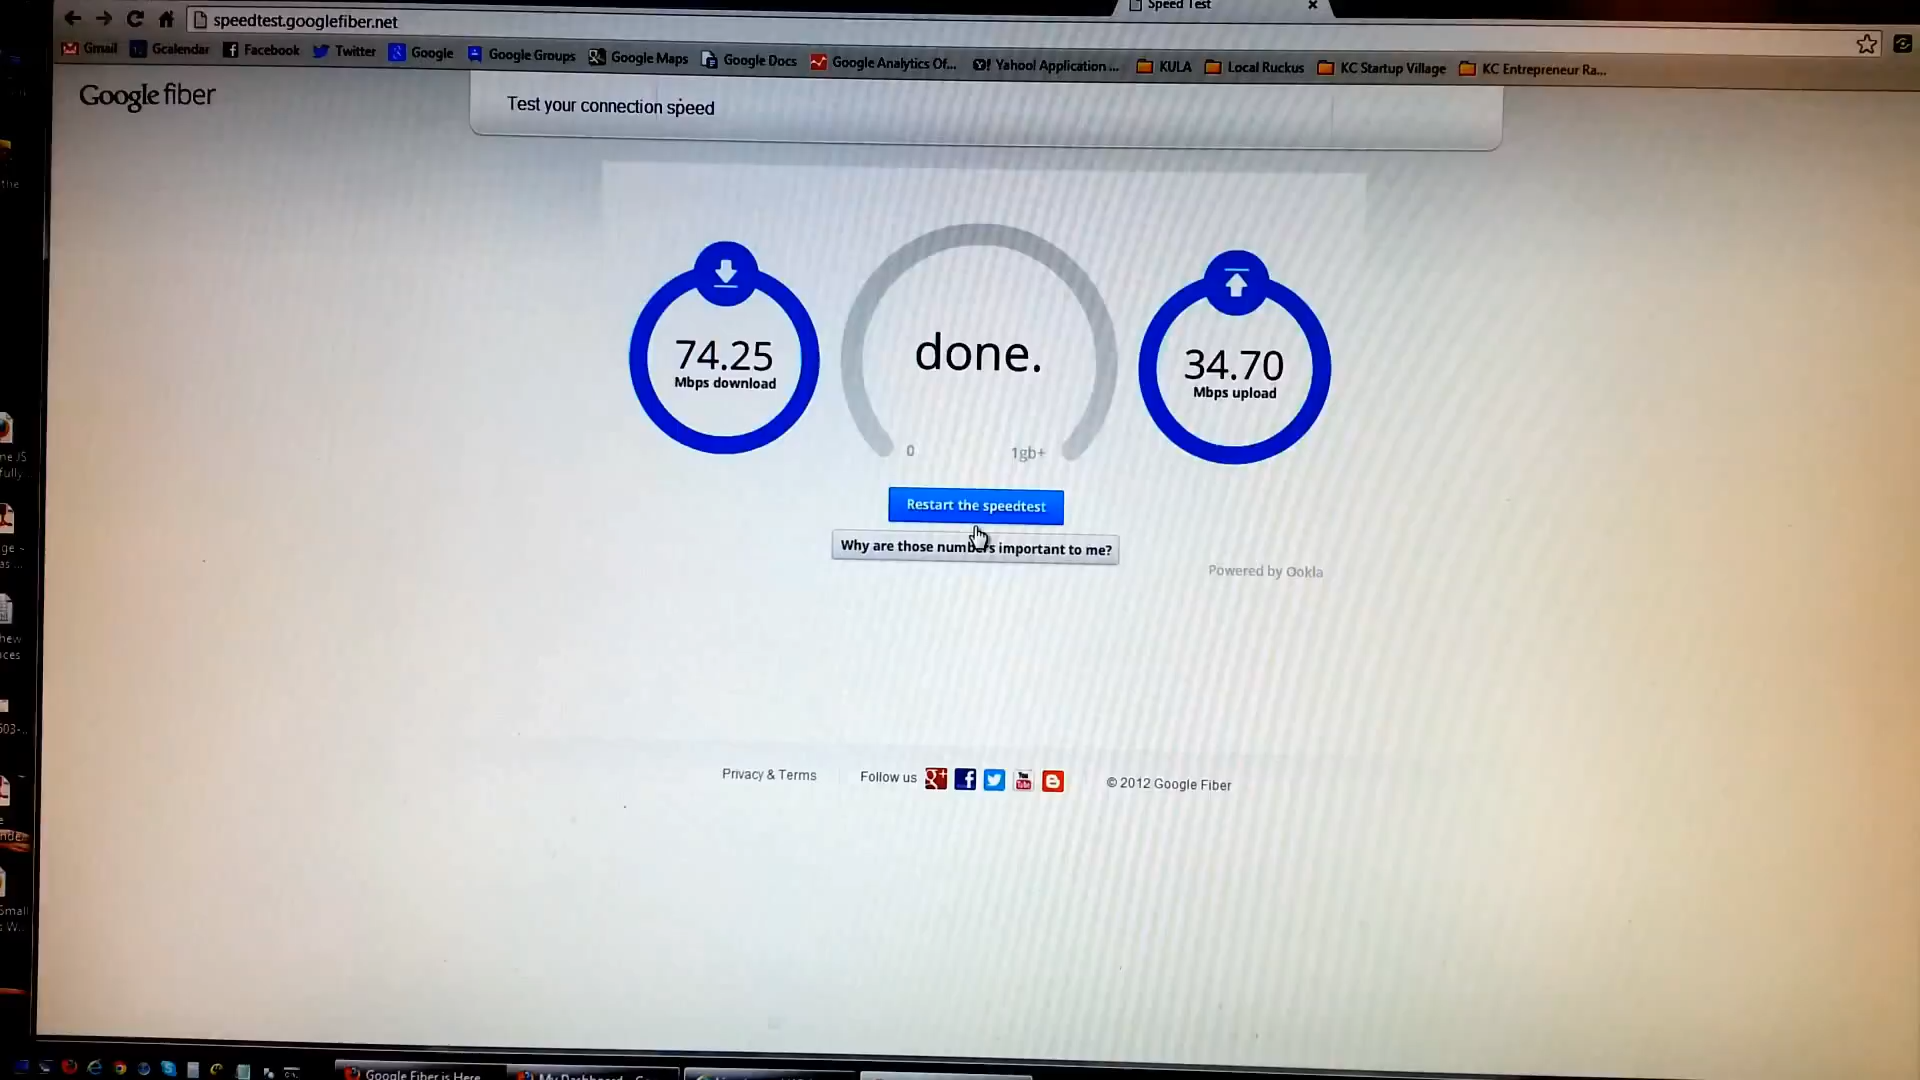 Speed Test
speedtest.googlefiber.net
Gmail Gcalendar Facebook Twitter Google Google Groups Google Maps Google Docs Google Analytics Of... Yahoo! Application ... KULA Local Ruckus KC Startup Village KC Entrepreneur Ra...
Google fiber
Test your connection speed
74.25
Mbps download
done.
34.70
Mbps upload
0
1gb+
Restart the speedtest
Why are those numbers important to me?
Powered by Ookla
Privacy & Terms
Follow us
© 2012 Google Fiber
Google Fiber is Here